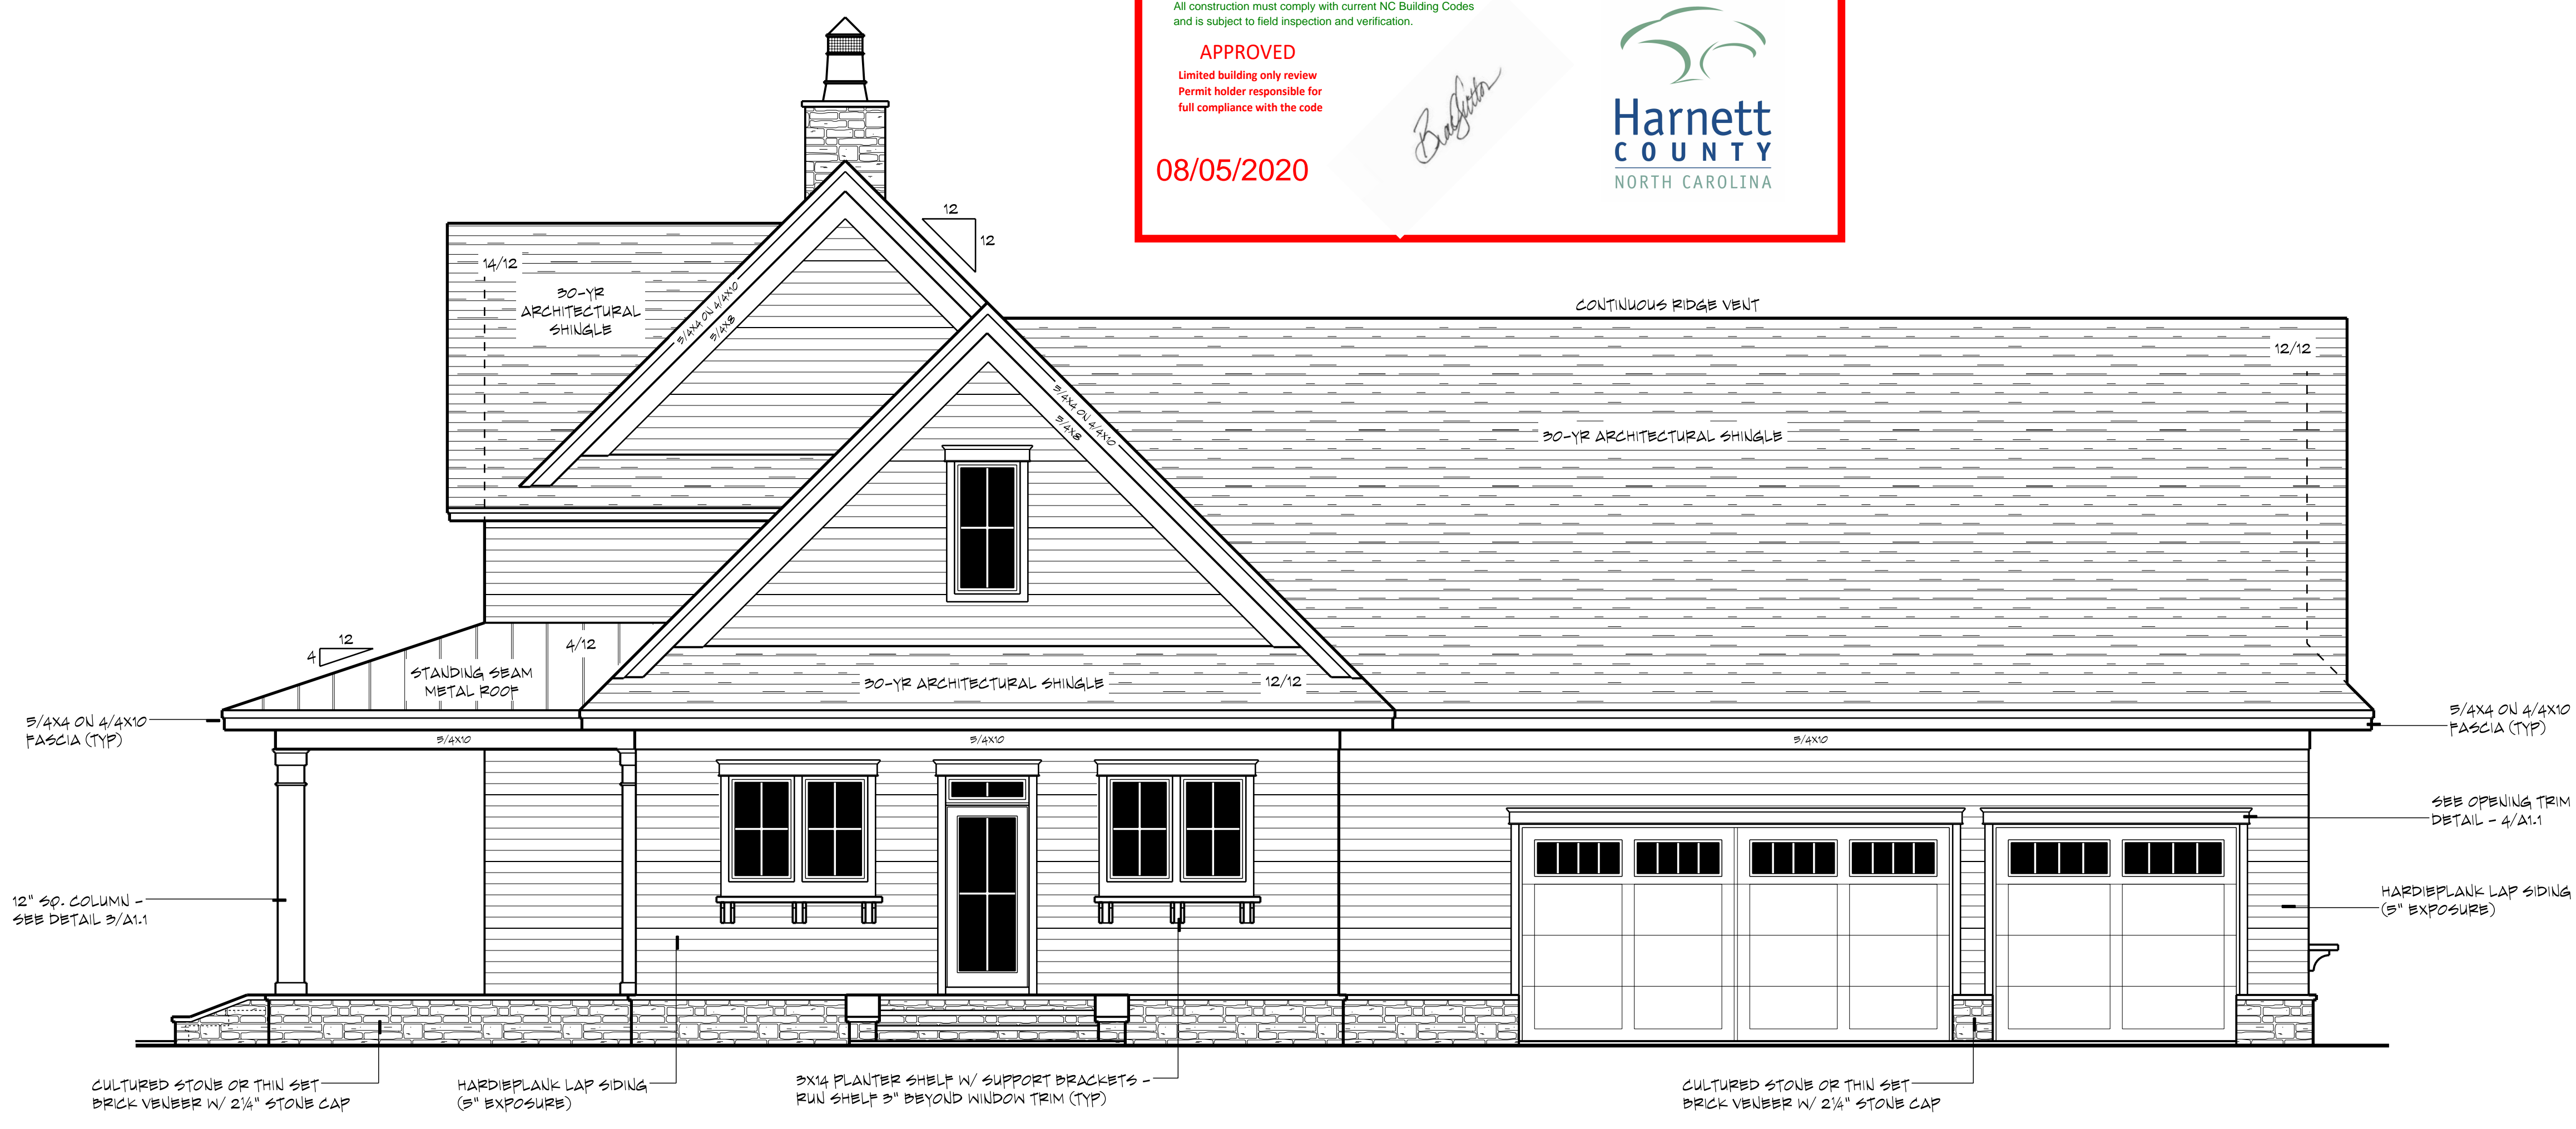 All construction must comply with current NC Building Codes
and is subject to field inspection and verification.
APPROVED
Limited building only review
Permit holder responsible for
full compliance with the code
08/05/2020
Harnett
COUNTY
NORTH CAROLINA
12
12
14/12
30-YR
ARCHITECTURAL
SHINGLE
5/4X4 ON 4/4X10
5/4X8
CONTINUOUS RIDGE VENT
12/12
5/4X4 ON 4/4X10
5/4X8
30-YR ARCHITECTURAL SHINGLE
12
4
4/12
STANDING SEAM
METAL ROOF
30-YR ARCHITECTURAL SHINGLE
12/12
5/4X4 ON 4/4X10
FASCIA (TYP)
5/4X10
5/4X10
5/4X10
5/4X4 ON 4/4X10
FASCIA (TYP)
SEE OPENING TRIM
DETAIL - 4/A1.1
12" SQ. COLUMN -
SEE DETAIL 3/A1.1
HARDIEPLANK LAP SIDING
(5" EXPOSURE)
CULTURED STONE OR THIN SET
BRICK VENEER W/ 2¼" STONE CAP
HARDIEPLANK LAP SIDING
(5" EXPOSURE)
3X14 PLANTER SHELF W/ SUPPORT BRACKETS -
RUN SHELF 3" BEYOND WINDOW TRIM (TYP)
CULTURED STONE OR THIN SET
BRICK VENEER W/ 2¼" STONE CAP